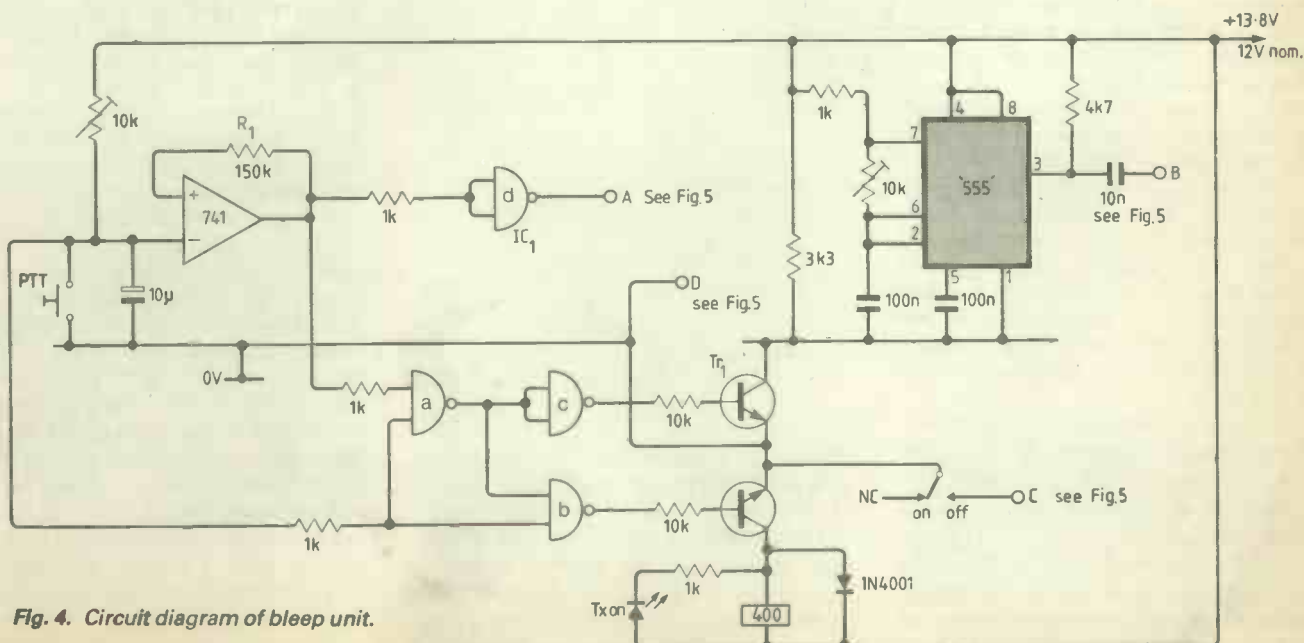 +13·8V
12V nom.
10k
R1
150k
+
741
−
1k
d
IC1
A See Fig.5
1k
7
10k
6
2
4
8
'555'
3
5
1
4k7
10n
B
see Fig.5
3k3
100n
100n
PTT
10μ
D
see Fig.5
0V
1k
a
c
10k
Tr1
b
10k
1k
NC
on off
C see Fig.5
1k
Tx on
400
1N4001
Fig. 4. Circuit diagram of bleep unit.